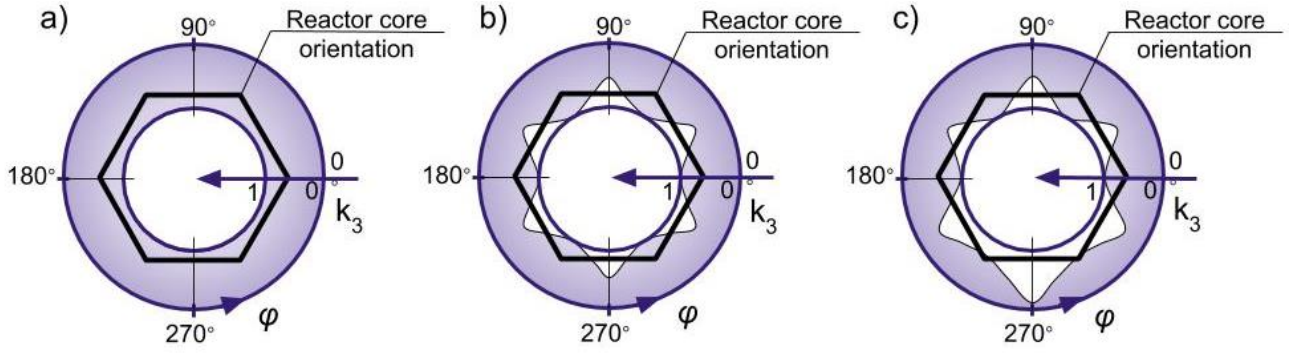 a)
90°
Reactor core
orientation
180°
0
1
0°
k3
270°
φ
b)
90°
Reactor core
orientation
180°
0
1
0°
k3
270°
φ
c)
90°
Reactor core
orientation
180°
0
1
0°
k3
270°
φ